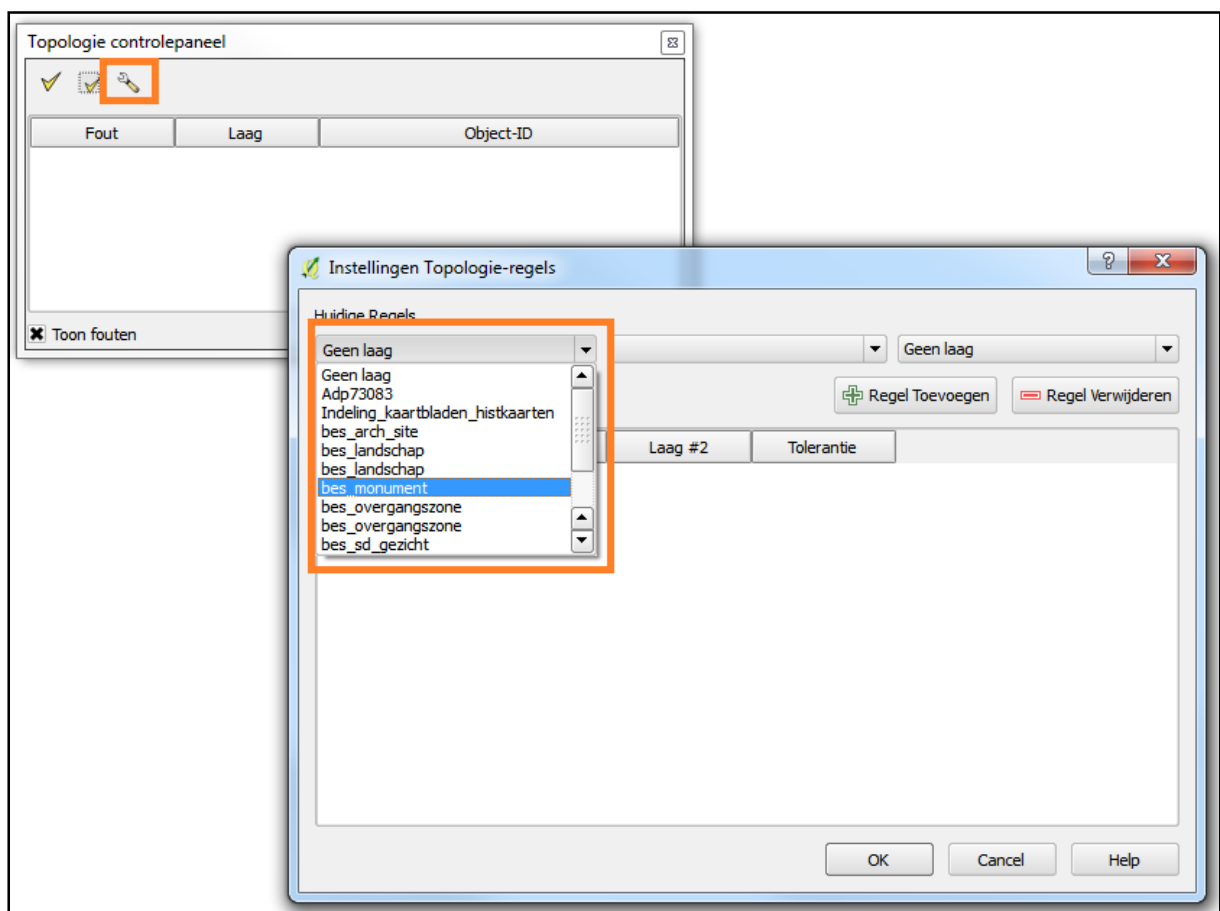 Topologie controlepaneel
Fout Laag Object-ID
Toon fouten
Instellingen Topologie-regels
Huidige Regels
Geen laag Geen laag
Geen laag
Adp73083
Indeling_kaartbladen_histkaarten
bes_arch_site
bes_landschap
bes_landschap
bes_monument
bes_overgangszone
bes_overgangszone
bes_sd_gezicht
Regel Toevoegen Regel Verwijderen
Laag #2 Tolerantie
OK Cancel Help